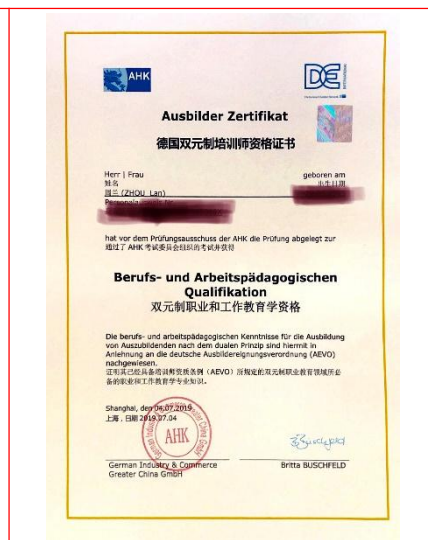 AHK
DE
Ausbilder Zertifikat
德国双元制培训师资格证书
Herr | Frau
geboren am
姓名
出生日期
周兰 (ZHOU, Lan)
hat vor dem Prüfungsausschuss der AHK die Prüfung abgelegt zur
通过了 AHK 考试委员会组织的考试并获得
Berufs- und Arbeitspädagogischen
Qualifikation
双元制职业和工作教育学资格
Die berufs- und arbeitspädagogischen Kenntnisse für die Ausbildung
von Auszubildenden nach dem dualen Prinzip sind hiermit in
Anlehnung an die deutsche Ausbildereignungsverordnung (AEVO)
nachgewiesen.
证明其已经具备培训师资质条例（AEVO）所规定的双元制职业教育领域所必
备的职业和工作教育学专业知识。
Shanghai, den 04.07.2019
上海，日期 2019.07.04
AHK
German Industry & Commerce
Greater China GmbH
Britta BUSCHFELD